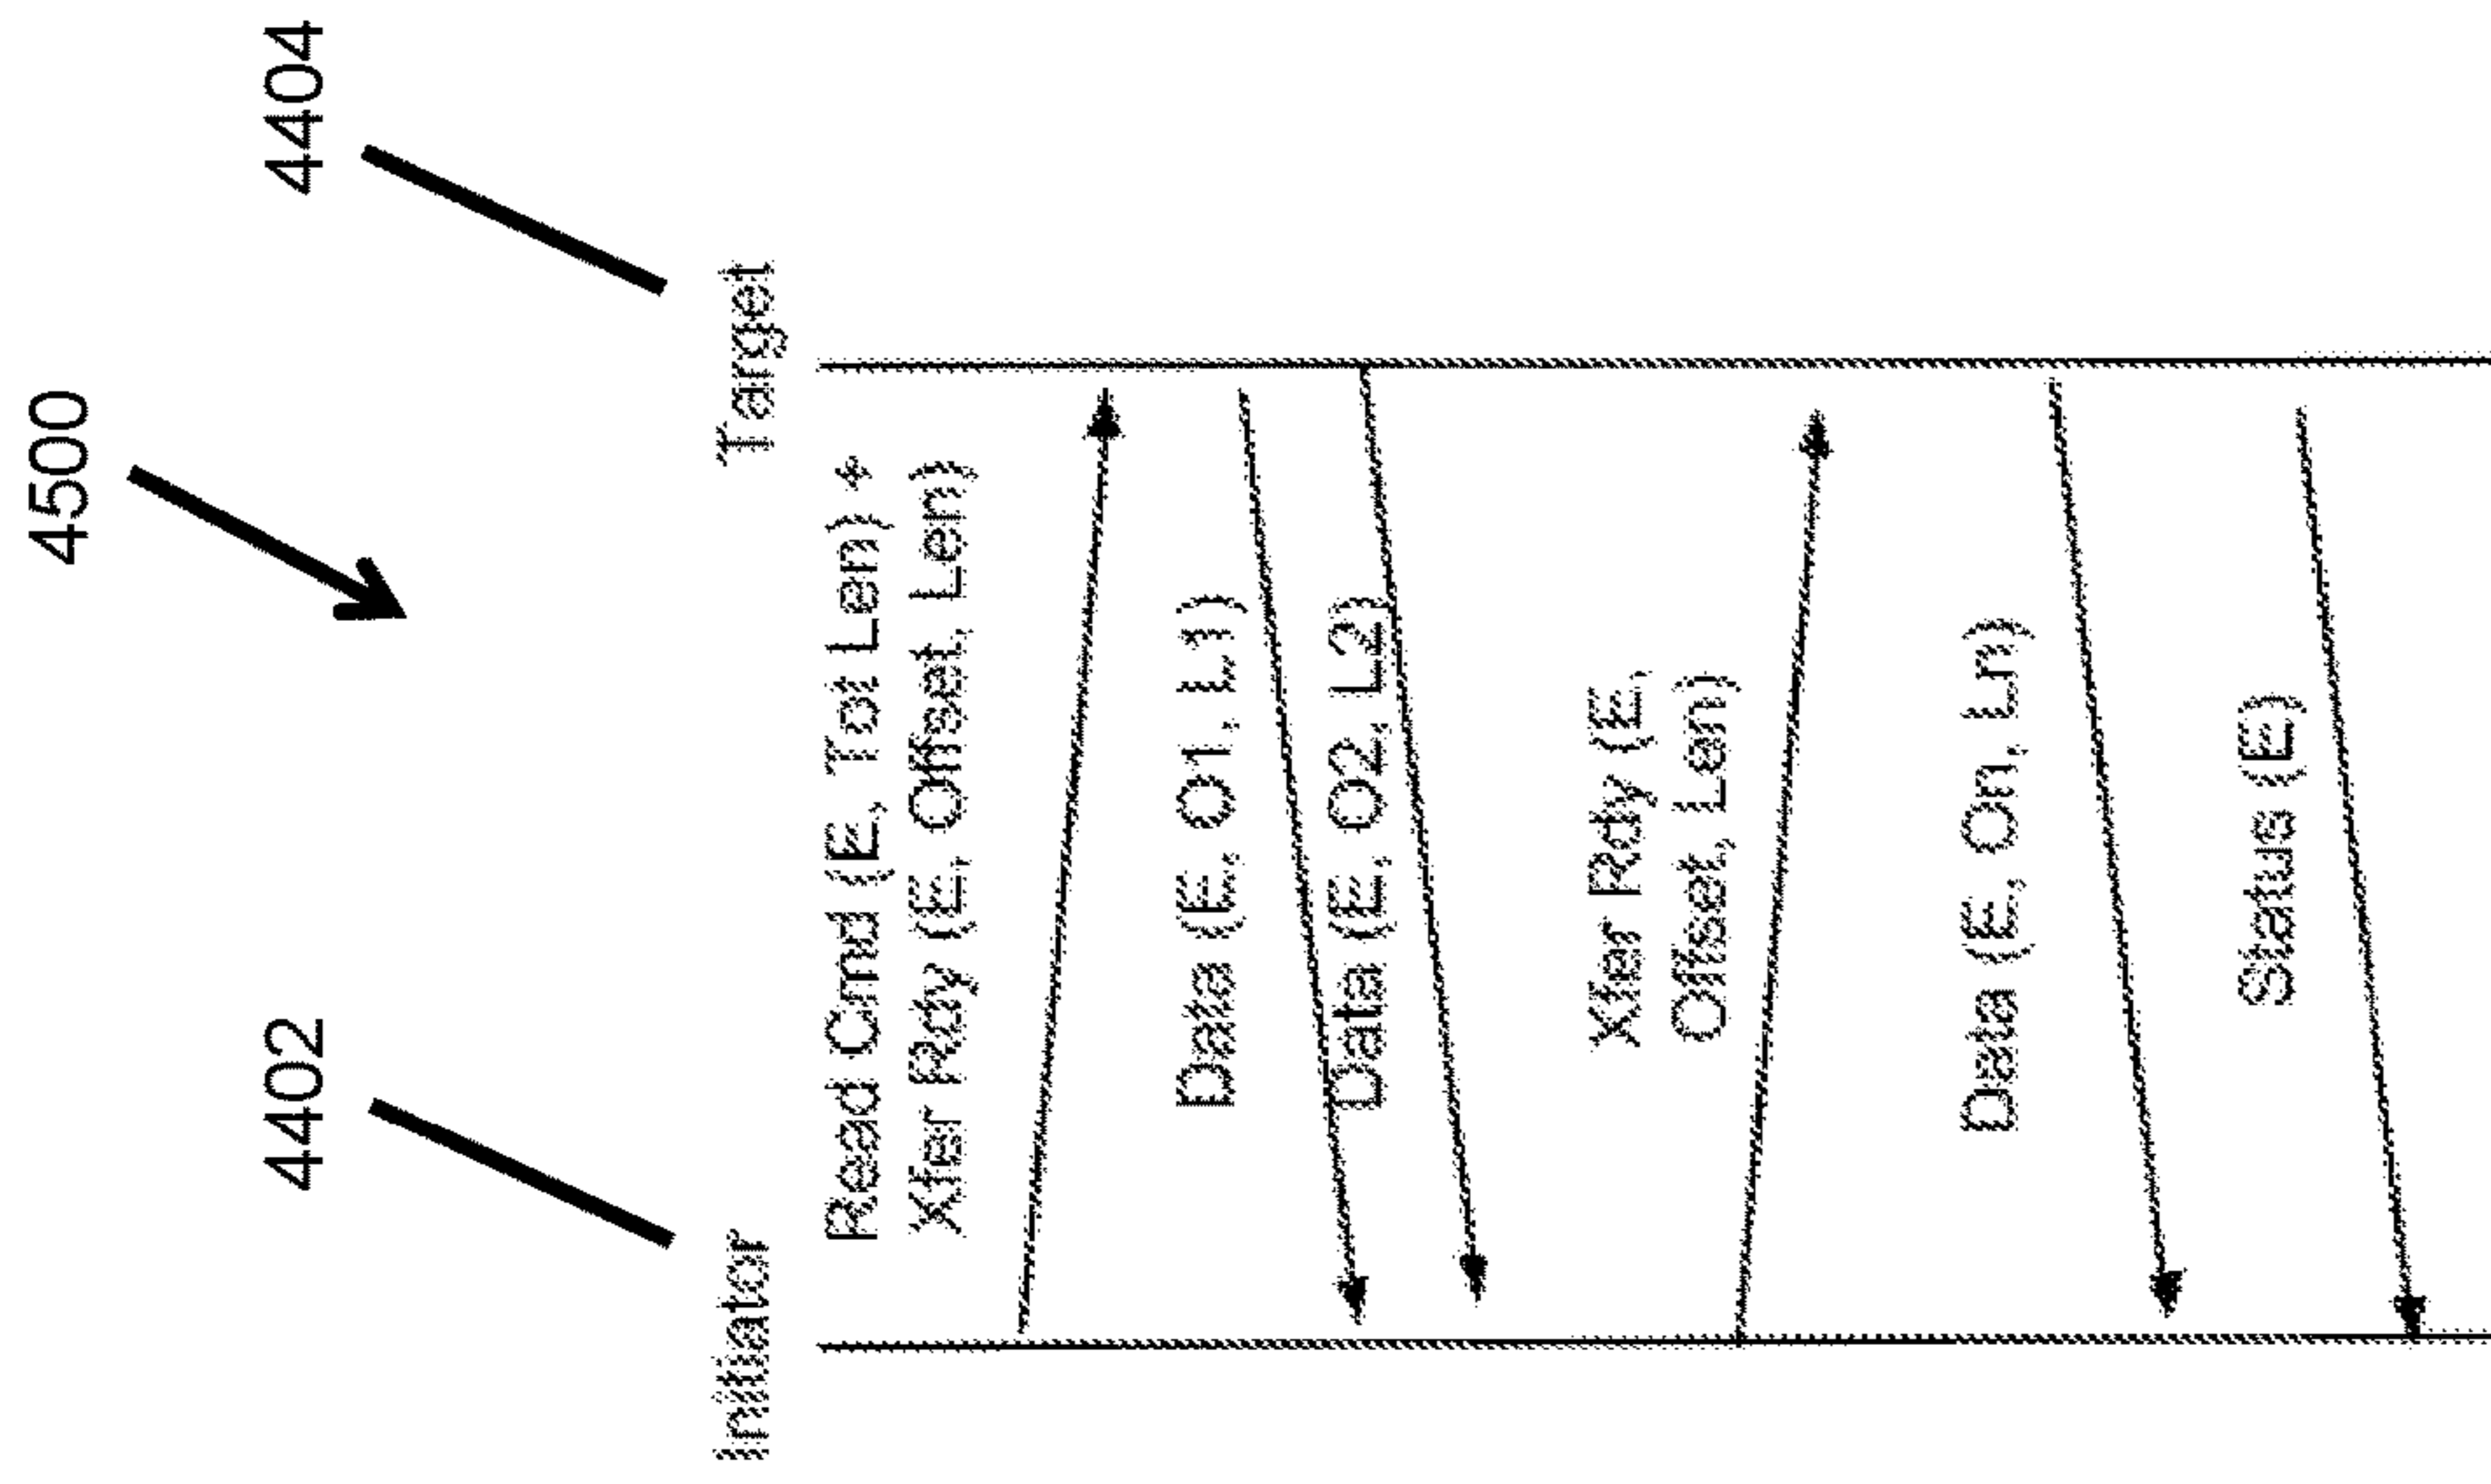 4500
4402
4404
Initiator
Target
Read Cmd (E, Tot Len) +
Xfer Rdy (E, Offset, Len)
Data (E, O1, L1)
Data (E, O2, L2)
Xfer Rdy (E,
Offset, Len)
Data (E, On, Ln)
Status (E)